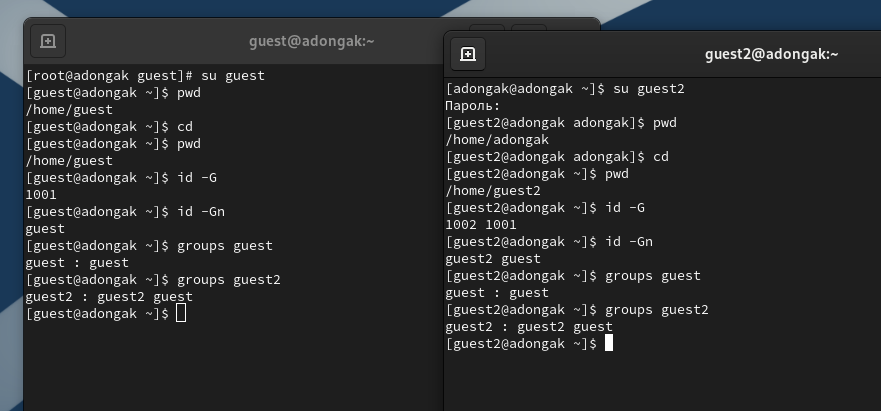 guest@adongak:~
[root@adongak guest]# su guest
[guest@adongak ~]$ pwd
/home/guest
[guest@adongak ~]$ cd
[guest@adongak ~]$ pwd
/home/guest
[guest@adongak ~]$ id -G
1001
[guest@adongak ~]$ id -Gn
guest
[guest@adongak ~]$ groups guest
guest : guest
[guest@adongak ~]$ groups guest2
guest2 : guest2 guest
[guest@adongak ~]$
guest2@adongak:~
[adongak@adongak ~]$ su guest2
Пароль:
[guest2@adongak adongak]$ pwd
/home/adongak
[guest2@adongak adongak]$ cd
[guest2@adongak ~]$ pwd
/home/guest2
[guest2@adongak ~]$ id -G
1002 1001
[guest2@adongak ~]$ id -Gn
guest2 guest
[guest2@adongak ~]$ groups guest
guest : guest
[guest2@adongak ~]$ groups guest2
guest2 : guest2 guest
[guest2@adongak ~]$